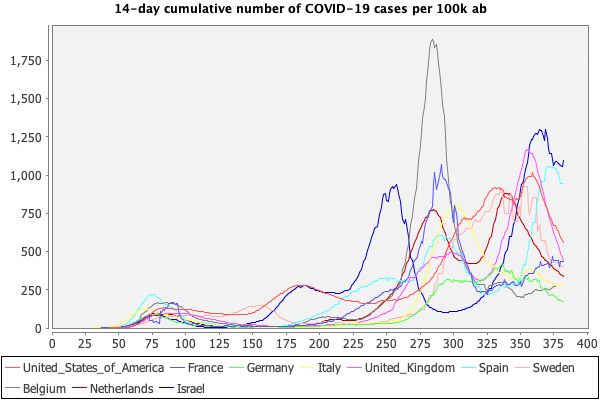 14-day cumulative number of COVID-19 cases per 100k ab
1,750
1,500
1,250
1,000
750
500
250
0
0 25 50 75 100 125 150 175 200 225 250 275 300 325 350 375 400
United_States_of_America France Germany Italy United_Kingdom Spain Sweden
Belgium Netherlands Israel